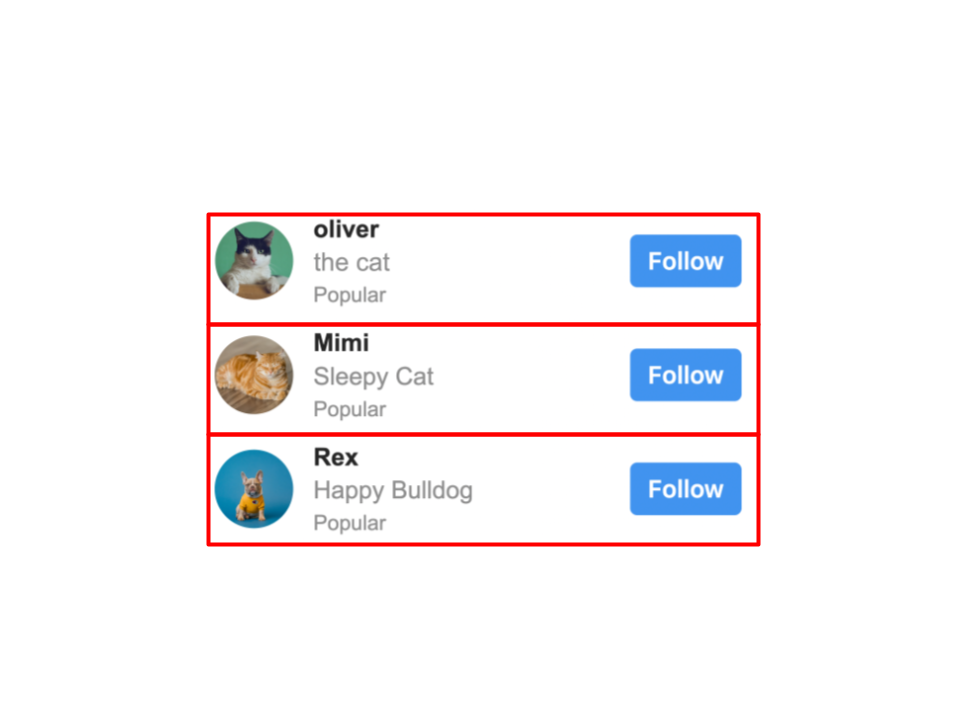 oliver
the cat
Popular
Follow
Mimi
Sleepy Cat
Popular
Follow
Rex
Happy Bulldog
Popular
Follow